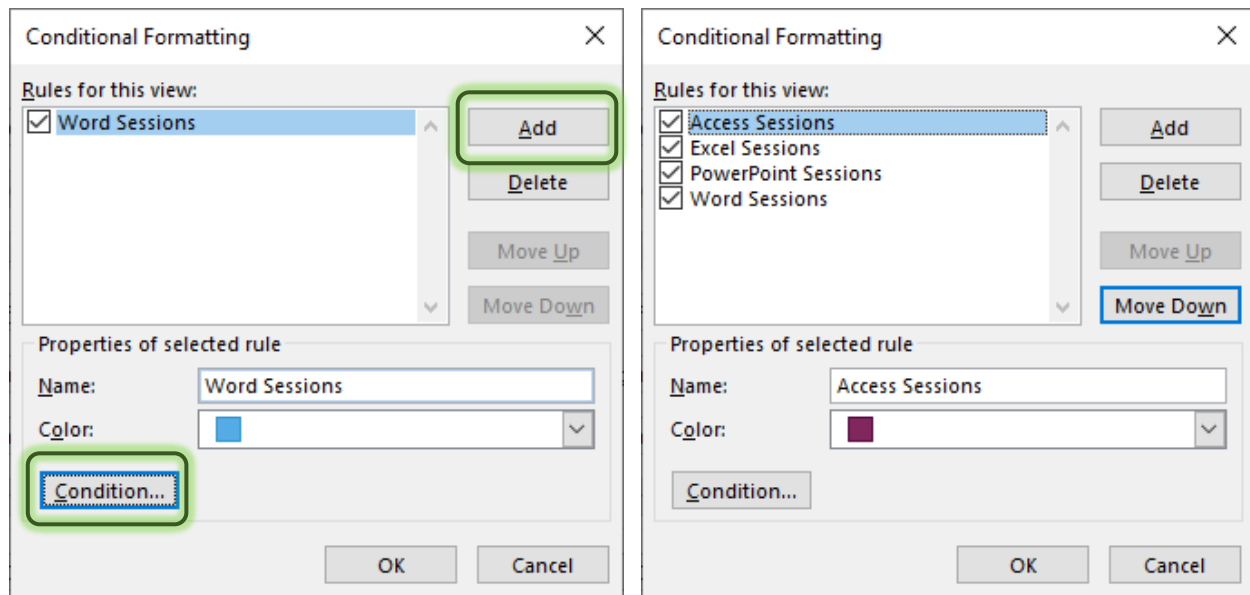 Conditional Formatting
Rules for this view:
Word Sessions
Add
Delete
Move Up
Move Down
Properties of selected rule
Name: Word Sessions
Color:
Condition...
OK Cancel
Conditional Formatting
Rules for this view:
Access Sessions
Excel Sessions
PowerPoint Sessions
Word Sessions
Add
Delete
Move Up
Move Down
Properties of selected rule
Name: Access Sessions
Color:
Condition...
OK Cancel